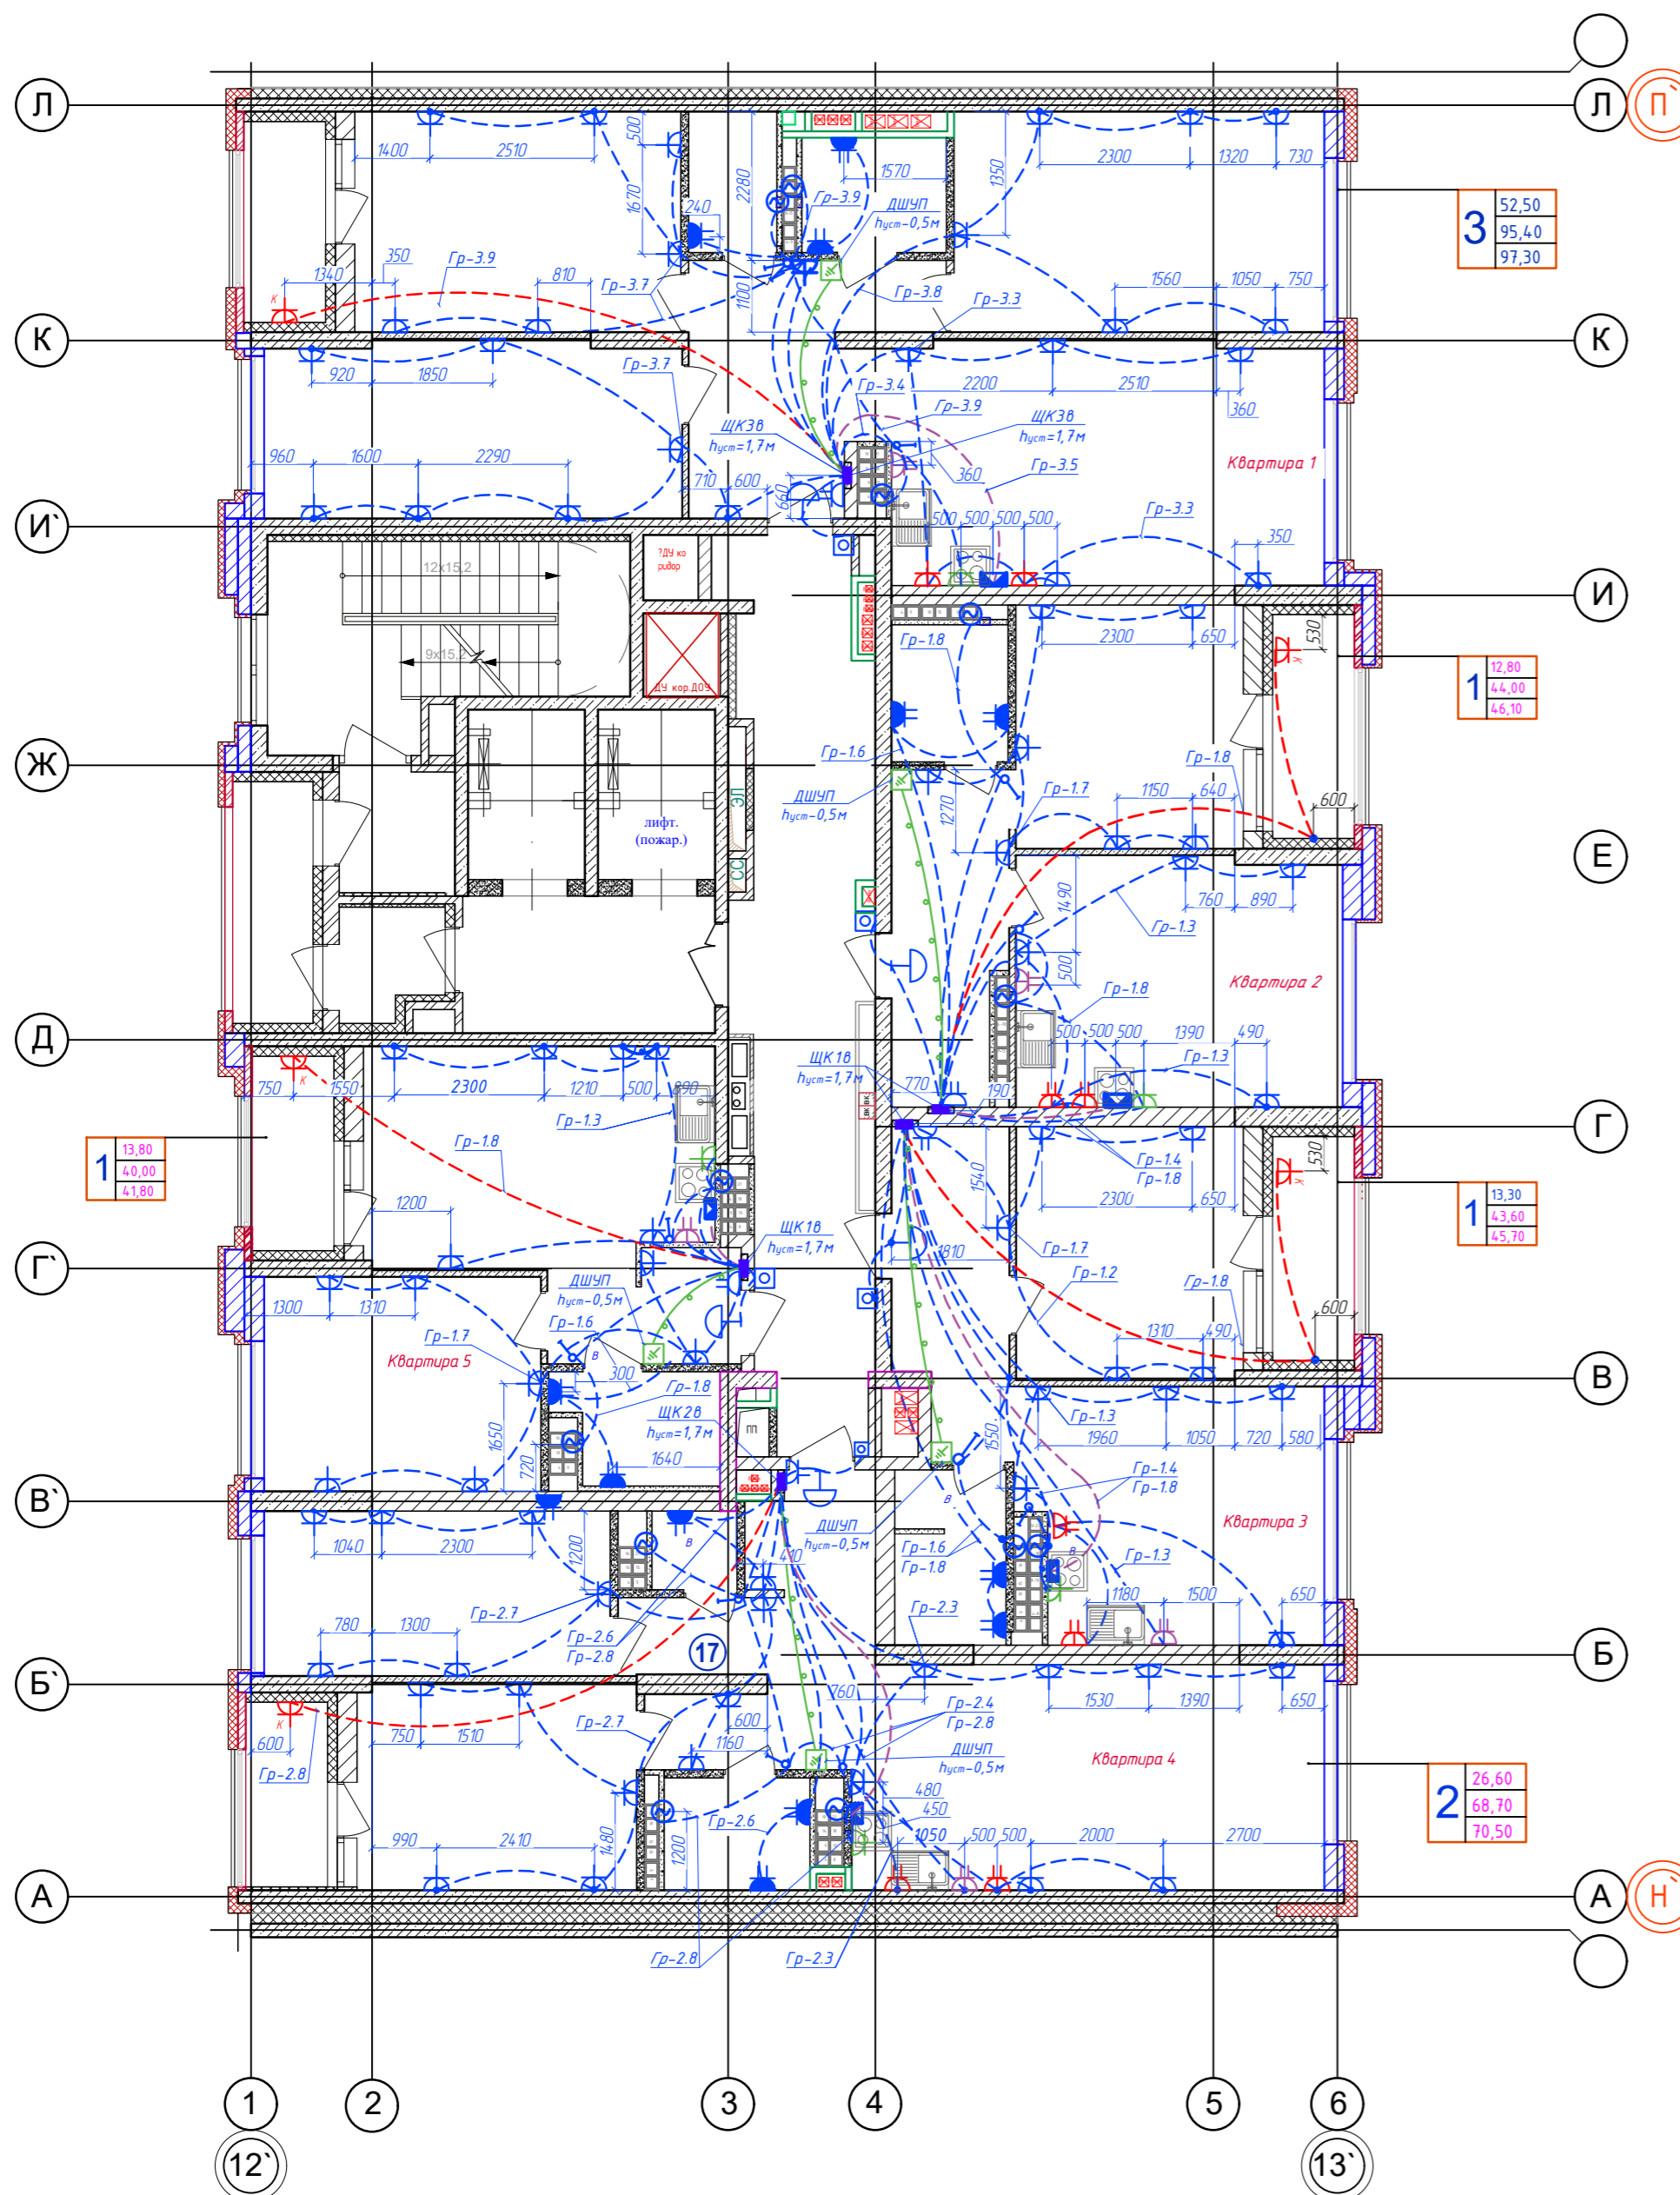 Л
Л
П`
500
1400
2510
1570
2300
1320
730
2280
1350
1670
240
Гр-3.9
ДШУП
hуст-0,5м
3
52,50
95,40
97,30
350
1340
Гр-3.9
810
Гр-3.7
1100
Гр-3.8
Гр-3.3
1560
1050
750
К
К
К
920
1850
Гр-3.7
Гр-3.4
2200
2510
360
Гр-3.9
ЩК3в
hуст=1,7м
ЩК3в
hуст=1,7м
Квартира 1
960
1600
2290
710
600
660
360
Гр-3.5
И`
500
500
500
500
Гр-3.3
350
?ДУ ко
ридор
12х15,2
И
Гр-1.8
2300
650
530
К
9х15,2
ДУ кор.ДОУ
1
12,80
44,00
46,10
Ж
Гр-1.6
Гр-1.8
ДШУП
hуст-0,5м
1270
Гр-1.7
1150
640
600
ЭЛ
лифт.
(пожар.)
СС
Е
1490
760
890
Гр-1.3
500
Квартира 2
Гр-1.8
Д
500
500
500
1390
490
Гр-1.3
ЩК1в
hуст=1,7м
770
190
750
1550
2300
1210
500
890
ВК
ВК
К
Гр-1.3
Г
1
13,80
40,00
41,80
Гр-1.8
1540
Гр-1.4
Гр-1.8
2300
650
530
К
1
13,30
43,60
45,70
1200
ЩК1в
hуст=1,7м
1810
Гр-1.7
Г`
Гр-1.2
Гр-1.8
ДШУП
hуст-0,5м
1300
1310
Гр-1.6
600
Гр-1.7
1310
490
Квартира 5
В
300
В
Гр-1.8
ЩК2в
hуст=1,7м
ПП
Гр-1.3
1650
720
1640
1550
1960
1050
720
580
Гр-1.4
Гр-1.8
В`
В
Квартира 3
ДШУП
hуст-0,5м
В
В
1040
2300
1200
410
Гр-1.6
Гр-1.8
Гр-1.3
780
1300
Гр-2.7
1180
1500
650
Гр-2.6
Гр-2.8
17
Гр-2.3
Б
Б`
760
1530
1390
650
К
750
1510
600
Гр-2.7
600
Гр-2.4
Гр-2.8
1160
ДШУП
hуст-0,5м
Квартира 4
Гр-2.8
480
450
2
26,60
68,70
70,50
990
2410
1480
1200
Гр-2.6
1050
500
500
2000
2700
А
А
Н`
Гр-2.8
Гр-2.3
1
2
3
4
5
6
12`
13`